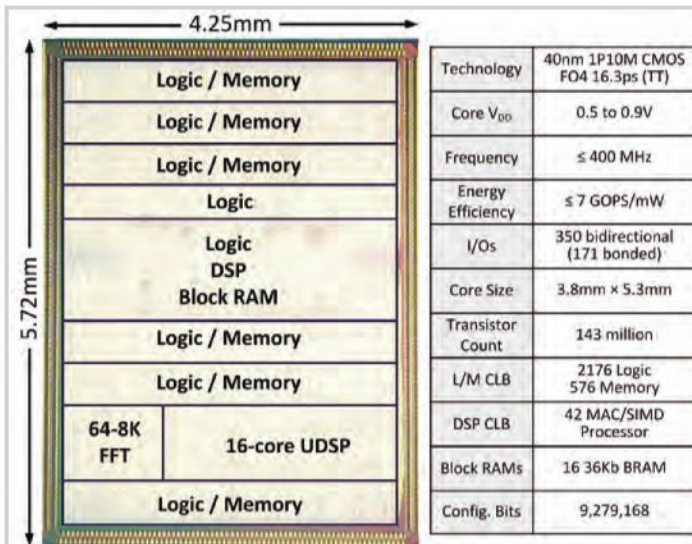 4.25mm
5.72mm
Logic / Memory
Logic / Memory
Logic / Memory
Logic
Logic
DSP
Block RAM
Logic / Memory
Logic / Memory
64-8K
FFT
16-core UDSP
Logic / Memory
Technology
40nm 1P10M CMOS
FO4 16.3ps (TT)
Core VDD
0.5 to 0.9V
Frequency
≤ 400 MHz
Energy
Efficiency
≤ 7 GOPS/mW
I/Os
350 bidirectional
(171 bonded)
Core Size
3.8mm × 5.3mm
Transistor
Count
143 million
L/M CLB
2176 Logic
576 Memory
DSP CLB
42 MAC/SIMD
Processor
Block RAMs
16 36Kb BRAM
Config. Bits
9,279,168